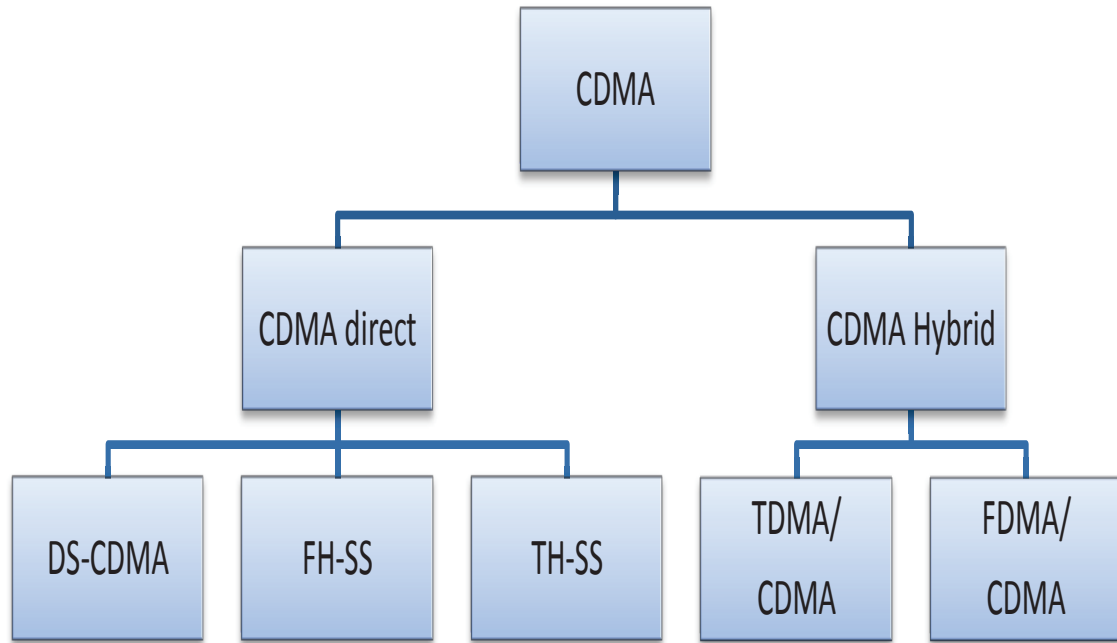 CDMA
CDMA direct
CDMA Hybrid
DS-CDMA
FH-SS
TH-SS
TDMA/
CDMA
FDMA/
CDMA